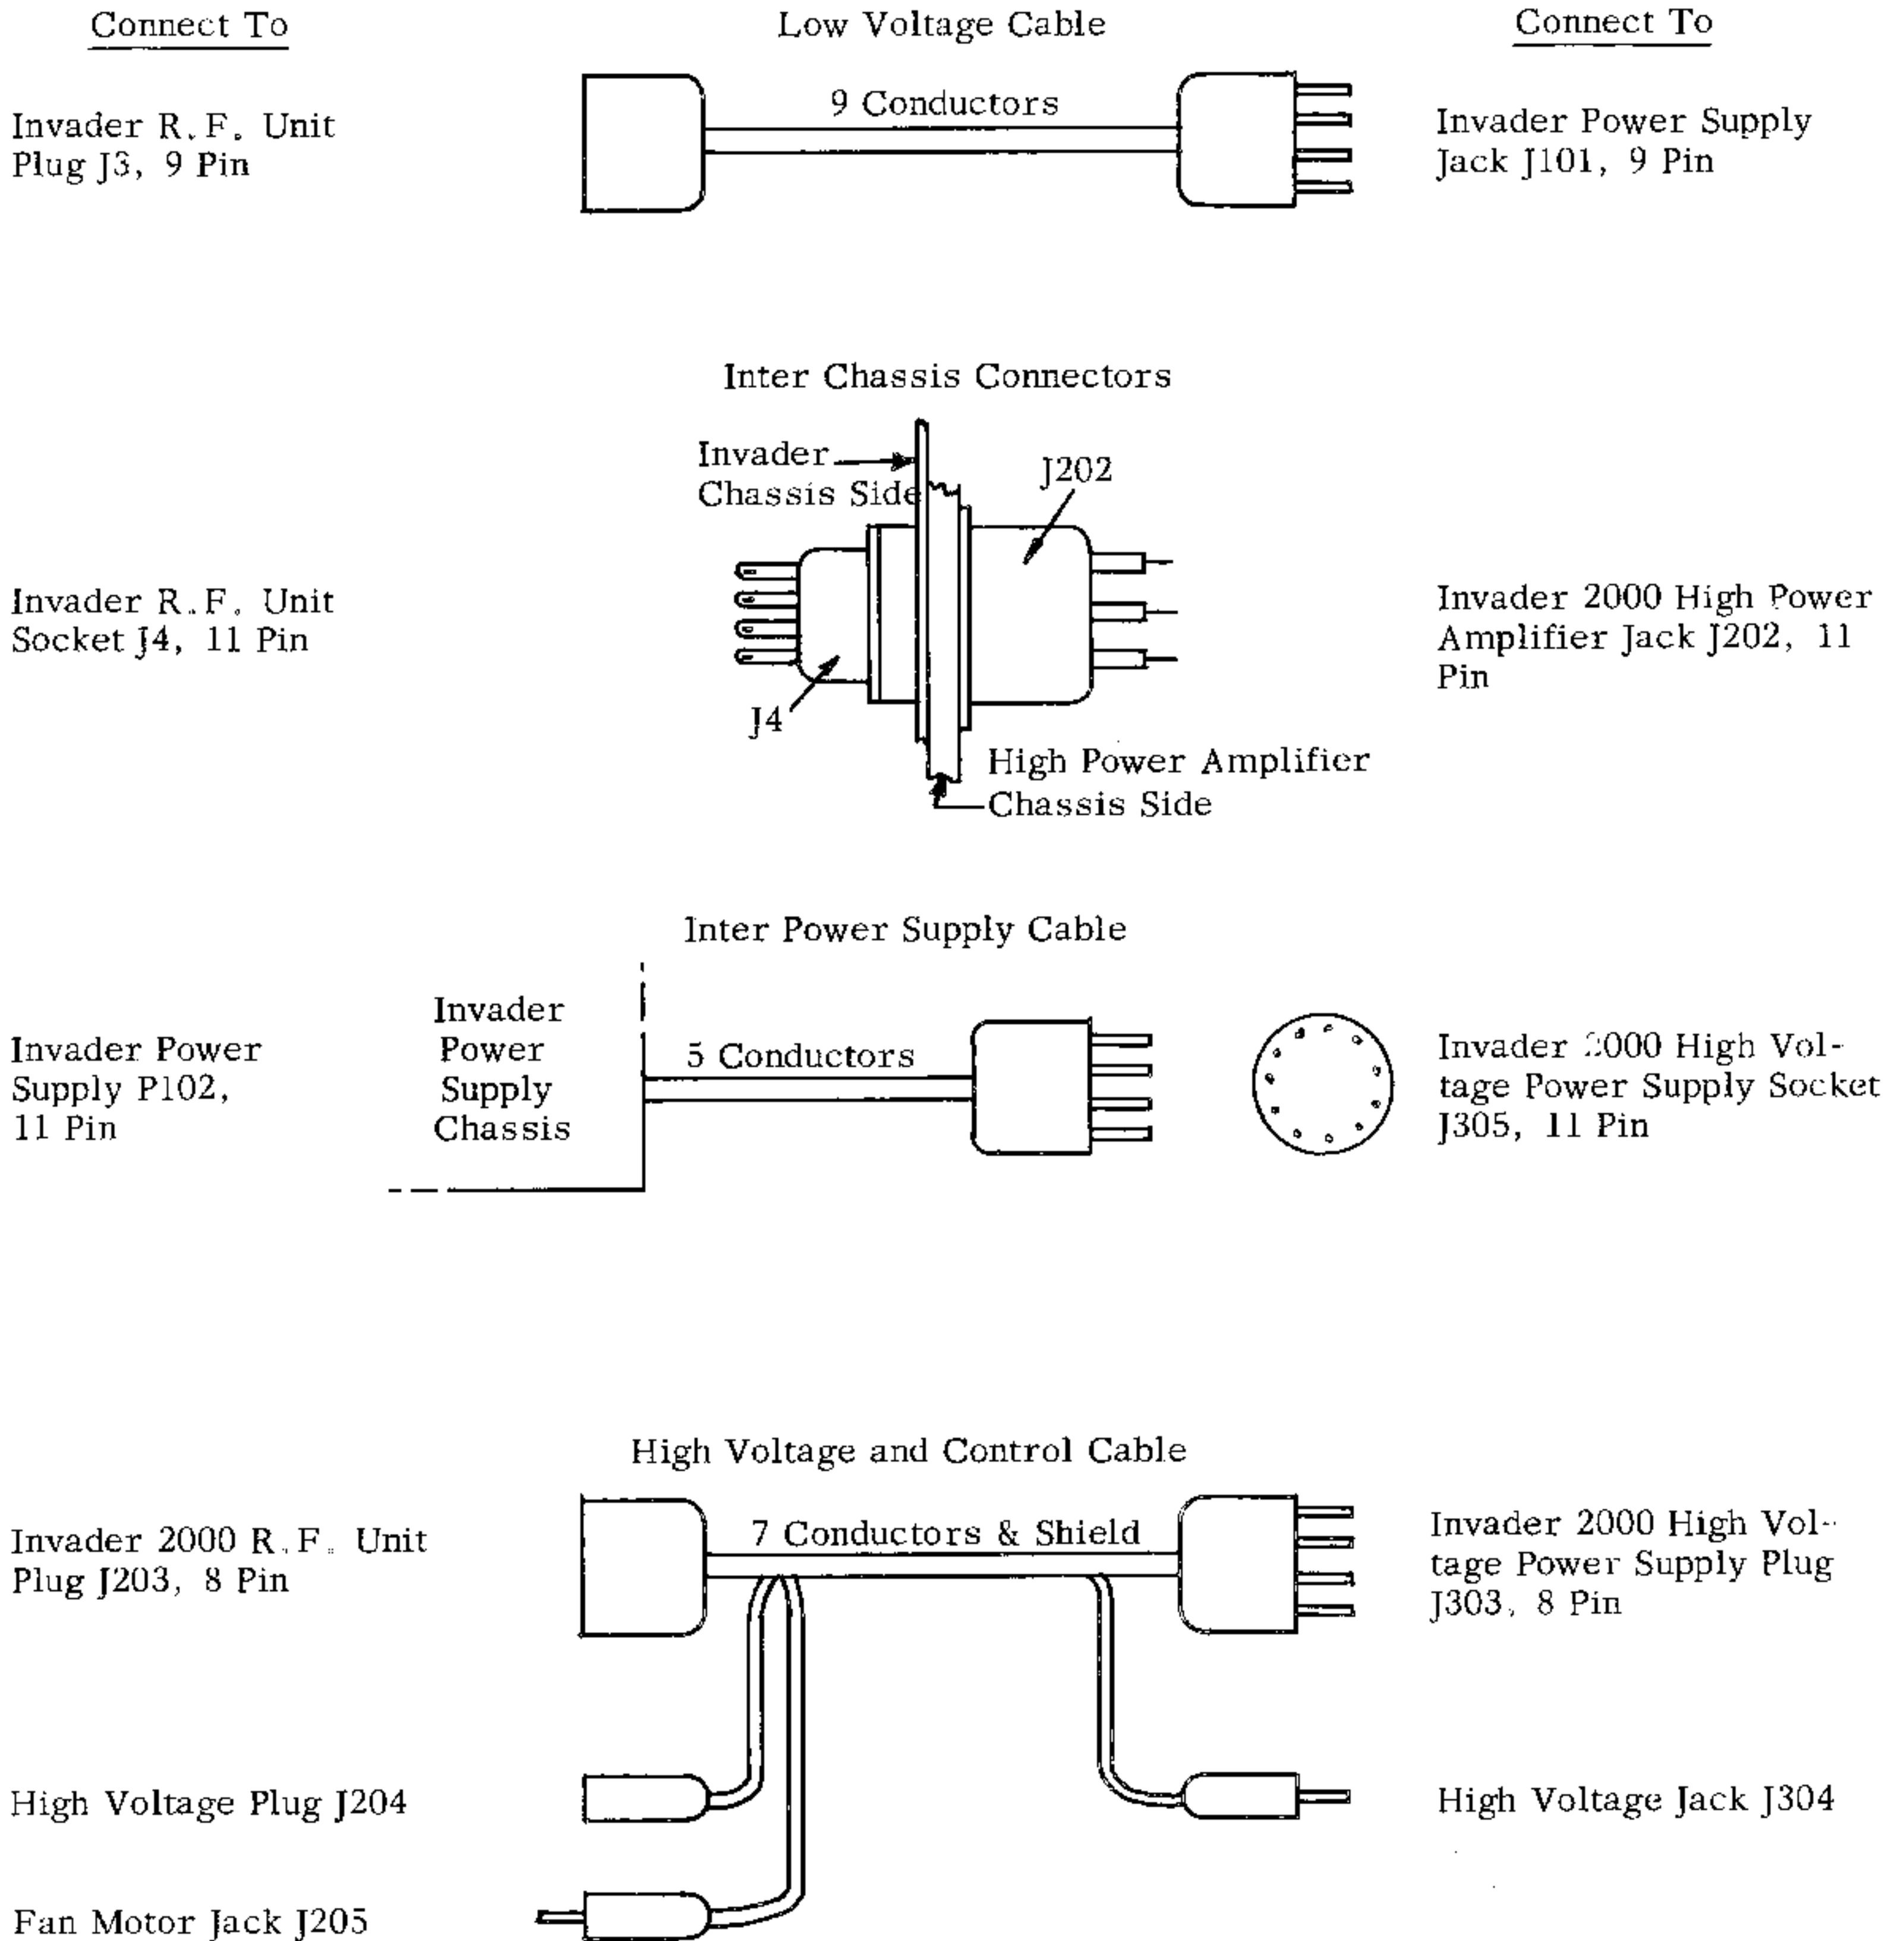 Connect To
Low Voltage Cable
Connect To
Invader R.F. Unit
Plug J3, 9 Pin
9 Conductors
Invader Power Supply
Jack J101, 9 Pin
Inter Chassis Connectors
Invader
Chassis Side
J202
Invader R.F. Unit
Socket J4, 11 Pin
J4
Invader 2000 High Power
Amplifier Jack J202, 11
Pin
High Power Amplifier
Chassis Side
Inter Power Supply Cable
Invader Power
Supply P102,
11 Pin
Invader
Power
Supply
Chassis
5 Conductors
Invader 2000 High Vol-
tage Power Supply Socket
J305, 11 Pin
High Voltage and Control Cable
Invader 2000 R.F. Unit
Plug J203, 8 Pin
7 Conductors & Shield
Invader 2000 High Vol-
tage Power Supply Plug
J303, 8 Pin
High Voltage Plug J204
High Voltage Jack J304
Fan Motor Jack J205